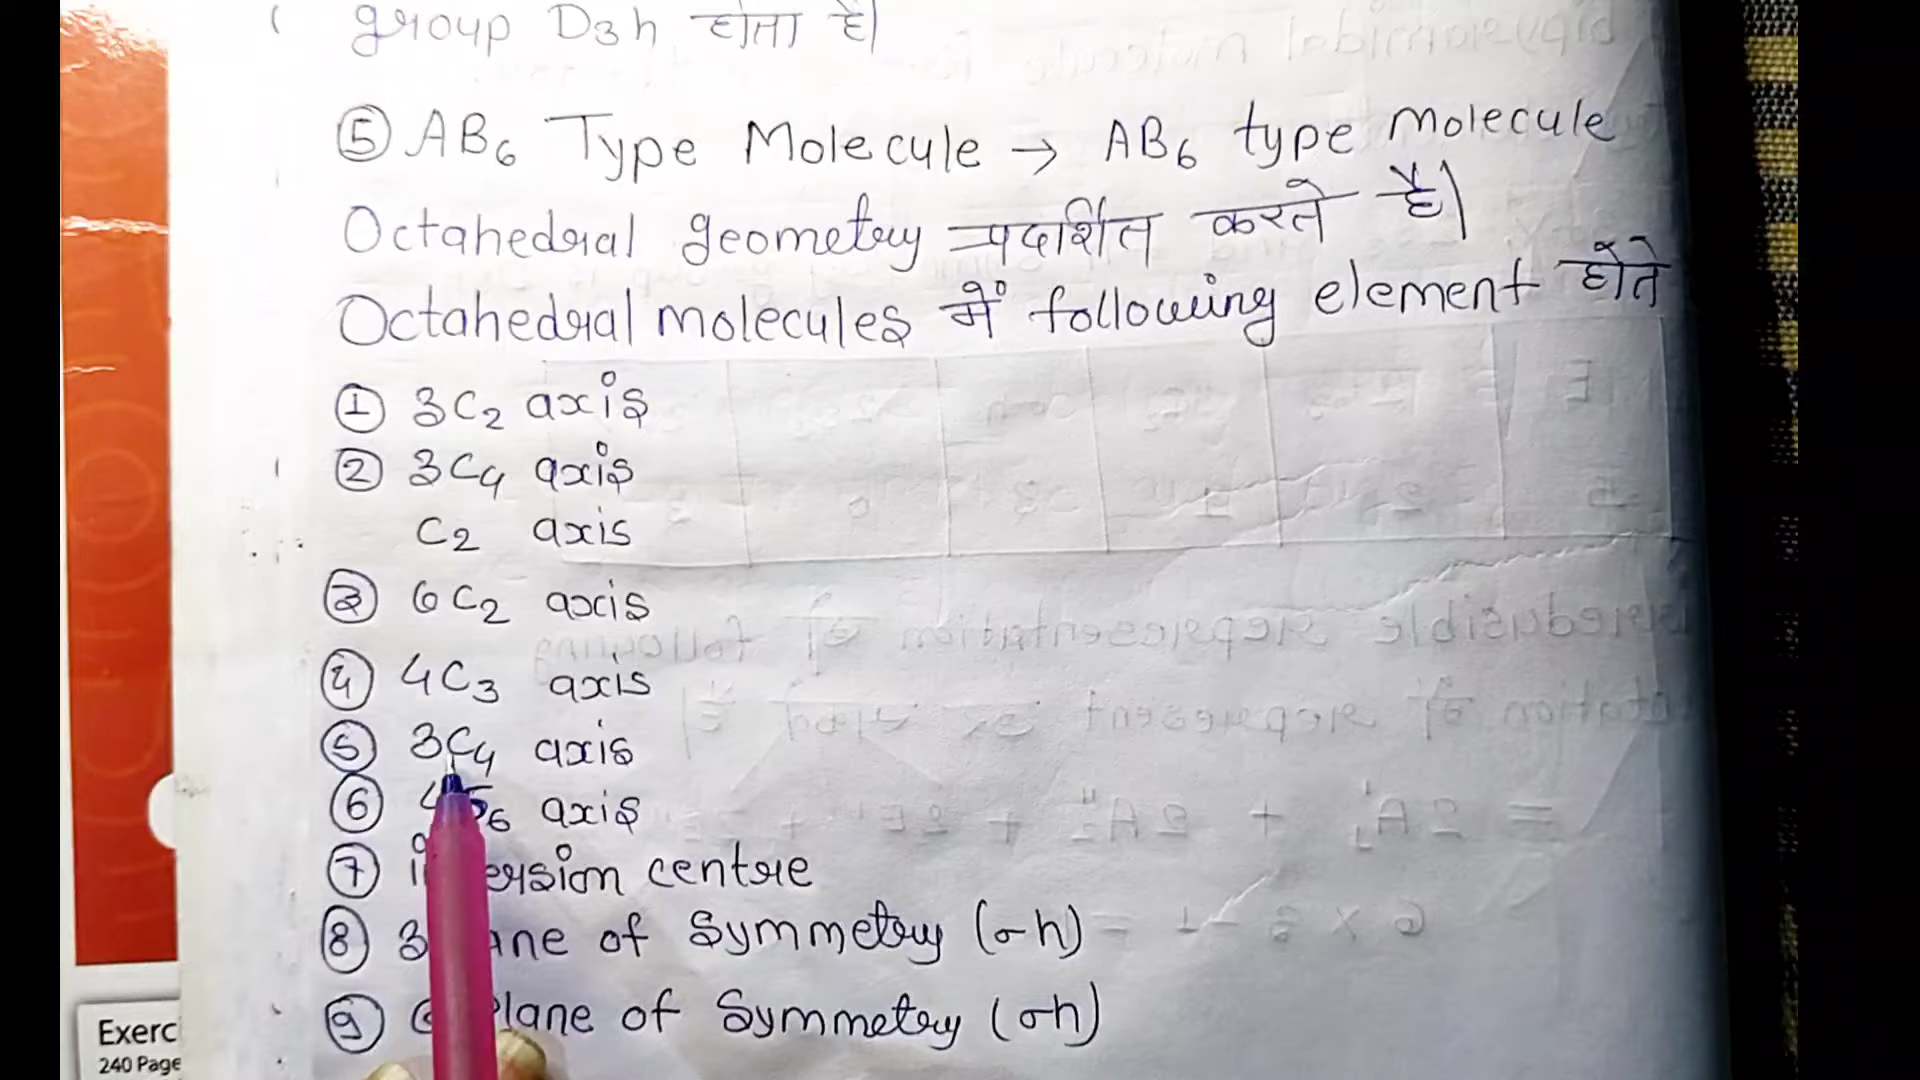 group D3h होता है।
⑤ AB6 Type Molecule → AB6 type molecule
Octahedral geometry प्रदर्शित करते है।
Octahedral molecules में following element होते
① 3C2 axis
② 3C4 axis
C2 axis
③ 6C2 axis
④ 4C3 axis
⑤ 3C4 axis
⑥ axis
⑦ centre
⑧ 3 of Symmetry (σh)
⑨ Plane of Symmetry (σh)
240 Page